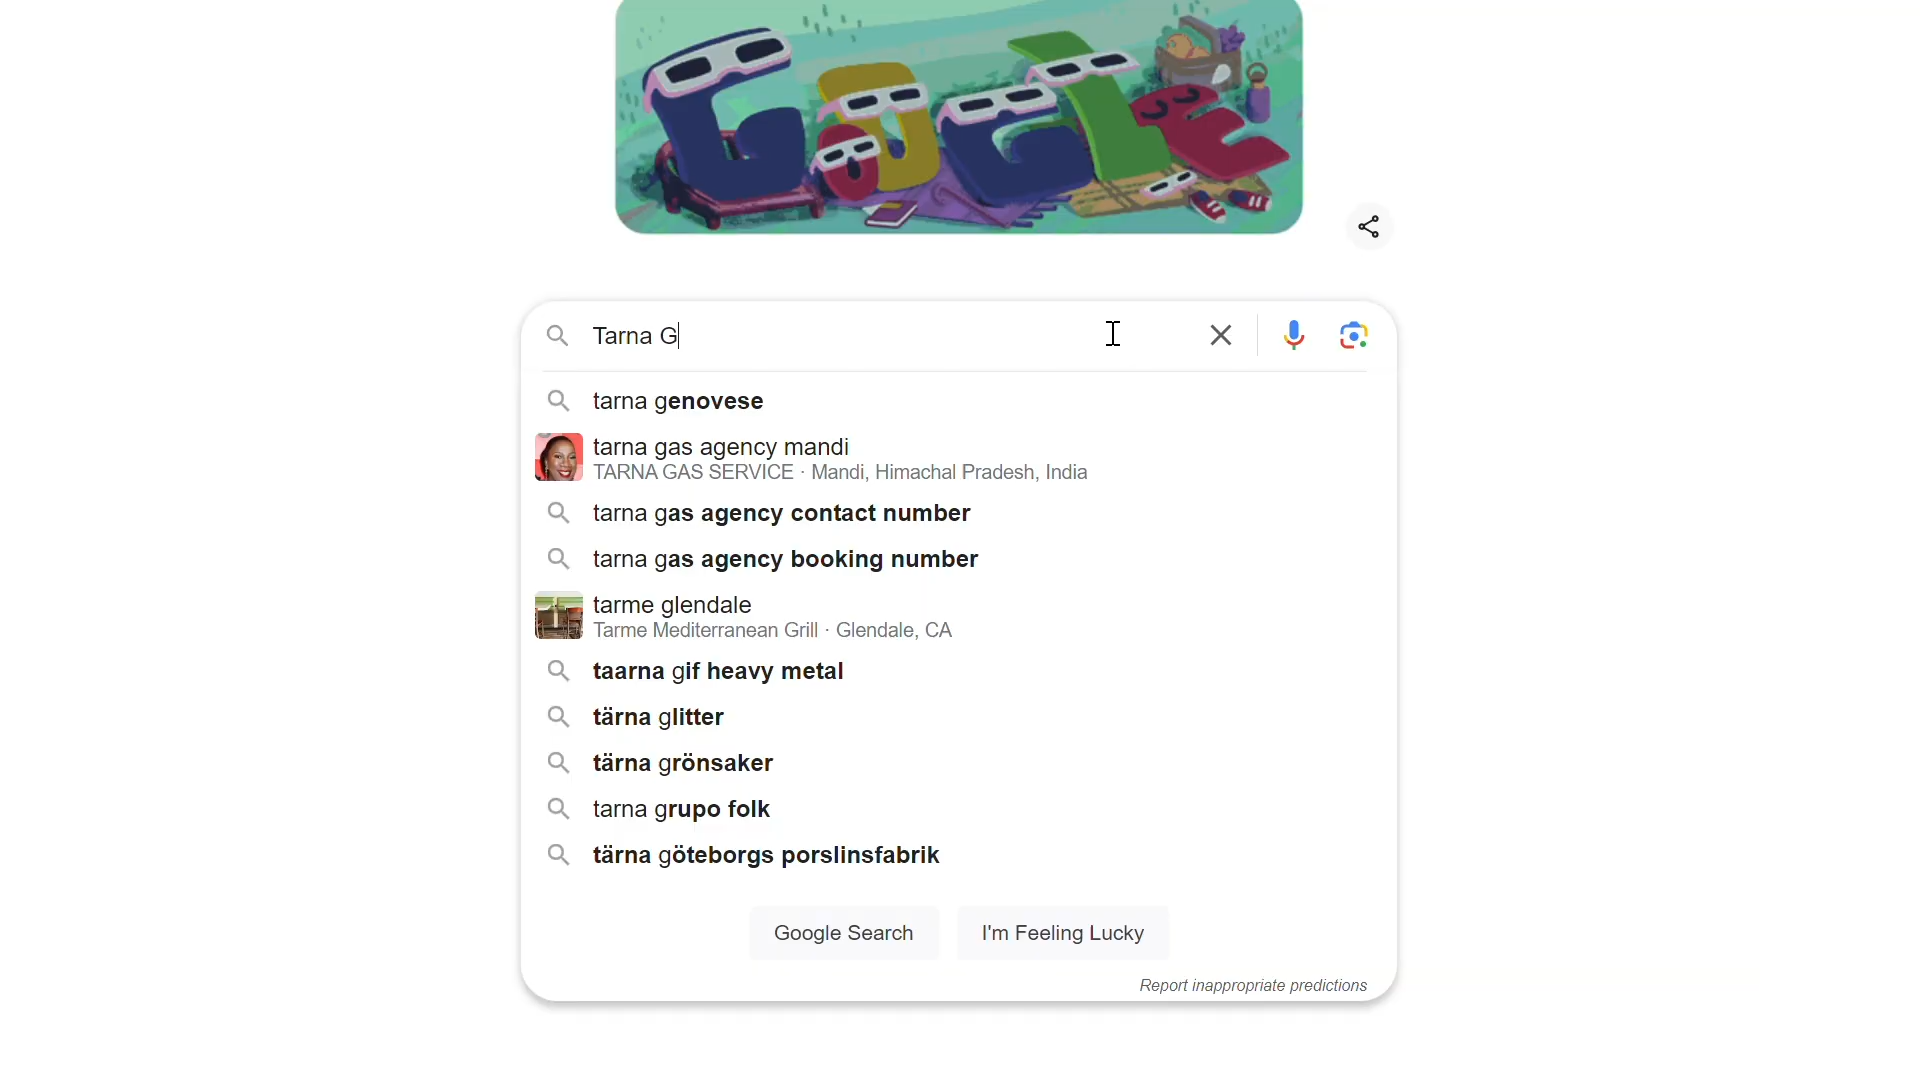 Google
Tarna G
tarna genovese
tarna gas agency mandi
TARNA GAS SERVICE · Mandi, Himachal Pradesh, India
tarna gas agency contact number
tarna gas agency booking number
tarme glendale
Tarme Mediterranean Grill · Glendale, CA
taarna gif heavy metal
tärna glitter
tärna grönsaker
tarna grupo folk
tärna göteborgs porslinsfabrik
Google Search
I'm Feeling Lucky
Report inappropriate predictions